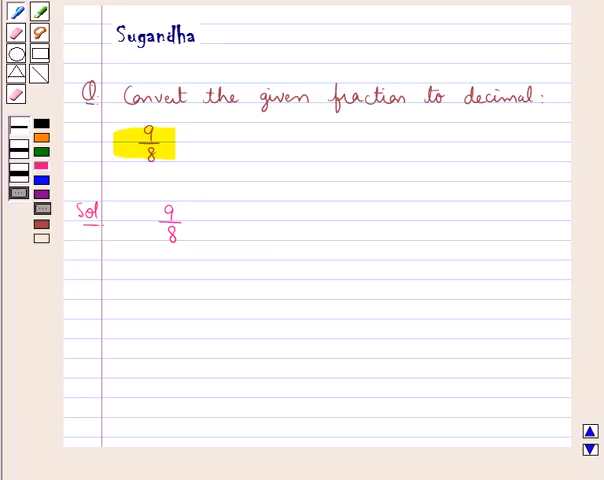 Sugandha
Q. Convert the given fraction to decimal:
9
8
Sol
9
8